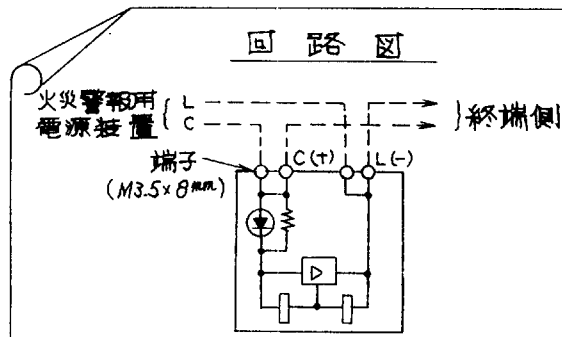 回路図
火災警報用 L
電源装置 C
終端側
端子 C(+) L(-)
(M3.5×8mm)